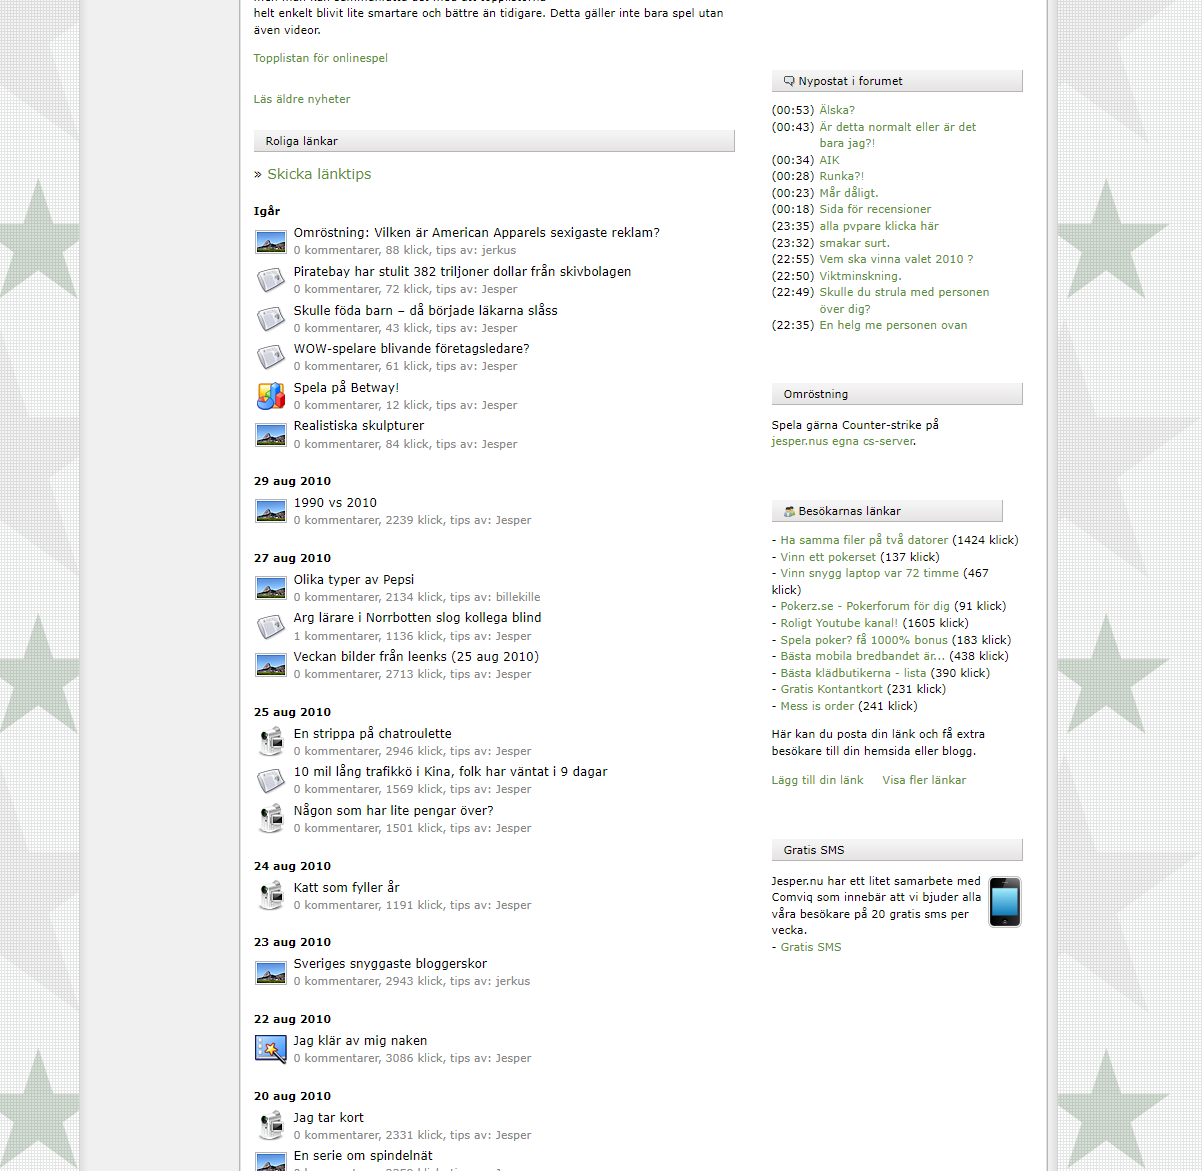 helt enkelt blivit lite smartare och bättre än tidigare. Detta gäller inte bara spel utan
även videor.
Topplistan för onlinespel
Läs äldre nyheter
Roliga länkar
» Skicka länktips
Igår
Omröstning: Vilken är American Apparels sexigaste reklam?
0 kommentarer, 88 klick, tips av: jerkus
Piratebay har stulit 382 triljoner dollar från skivbolagen
0 kommentarer, 72 klick, tips av: Jesper
Skulle föda barn – då började läkarna slåss
0 kommentarer, 43 klick, tips av: Jesper
WOW-spelare blivande företagsledare?
0 kommentarer, 61 klick, tips av: Jesper
Spela på Betway!
0 kommentarer, 12 klick, tips av: Jesper
Realistiska skulpturer
0 kommentarer, 84 klick, tips av: Jesper
29 aug 2010
1990 vs 2010
0 kommentarer, 2239 klick, tips av: Jesper
27 aug 2010
Olika typer av Pepsi
0 kommentarer, 2134 klick, tips av: billekille
Arg lärare i Norrbotten slog kollega blind
1 kommentarer, 1136 klick, tips av: Jesper
Veckan bilder från leenks (25 aug 2010)
0 kommentarer, 2713 klick, tips av: Jesper
25 aug 2010
En strippa på chatroulette
0 kommentarer, 2946 klick, tips av: Jesper
10 mil lång trafikkö i Kina, folk har väntat i 9 dagar
0 kommentarer, 1569 klick, tips av: Jesper
Någon som har lite pengar över?
0 kommentarer, 1501 klick, tips av: Jesper
24 aug 2010
Katt som fyller år
0 kommentarer, 1191 klick, tips av: Jesper
23 aug 2010
Sveriges snyggaste bloggerskor
0 kommentarer, 2943 klick, tips av: jerkus
22 aug 2010
Jag klär av mig naken
0 kommentarer, 3086 klick, tips av: Jesper
20 aug 2010
Jag tar kort
0 kommentarer, 2331 klick, tips av: Jesper
En serie om spindelnät
Nypostat i forumet
(00:53) Älska?
(00:43) Är detta normalt eller är det
bara jag?!
(00:34) AIK
(00:28) Runka?!
(00:23) Mår dåligt.
(00:18) Sida för recensioner
(23:35) alla pvpare klicka här
(23:32) smakar surt.
(22:55) Vem ska vinna valet 2010 ?
(22:50) Viktminskning.
(22:49) Skulle du strula med personen
över dig?
(22:35) En helg me personen ovan
Omröstning
Spela gärna Counter-strike på
jesper.nus egna cs-server.
Besökarnas länkar
- Ha samma filer på två datorer (1424 klick)
- Vinn ett pokerset (137 klick)
- Vinn snygg laptop var 72 timme (467
klick)
- Pokerz.se - Pokerforum för dig (91 klick)
- Roligt Youtube kanal! (1605 klick)
- Spela poker? få 1000% bonus (183 klick)
- Bästa mobila bredbandet är... (438 klick)
- Bästa klädbutikerna - lista (390 klick)
- Gratis Kontantkort (231 klick)
- Mess is order (241 klick)
Här kan du posta din länk och få extra
besökare till din hemsida eller blogg.
Lägg till din länk Visa fler länkar
Gratis SMS
Jesper.nu har ett litet samarbete med
Comviq som innebär att vi bjuder alla
våra besökare på 20 gratis sms per
vecka.
- Gratis SMS